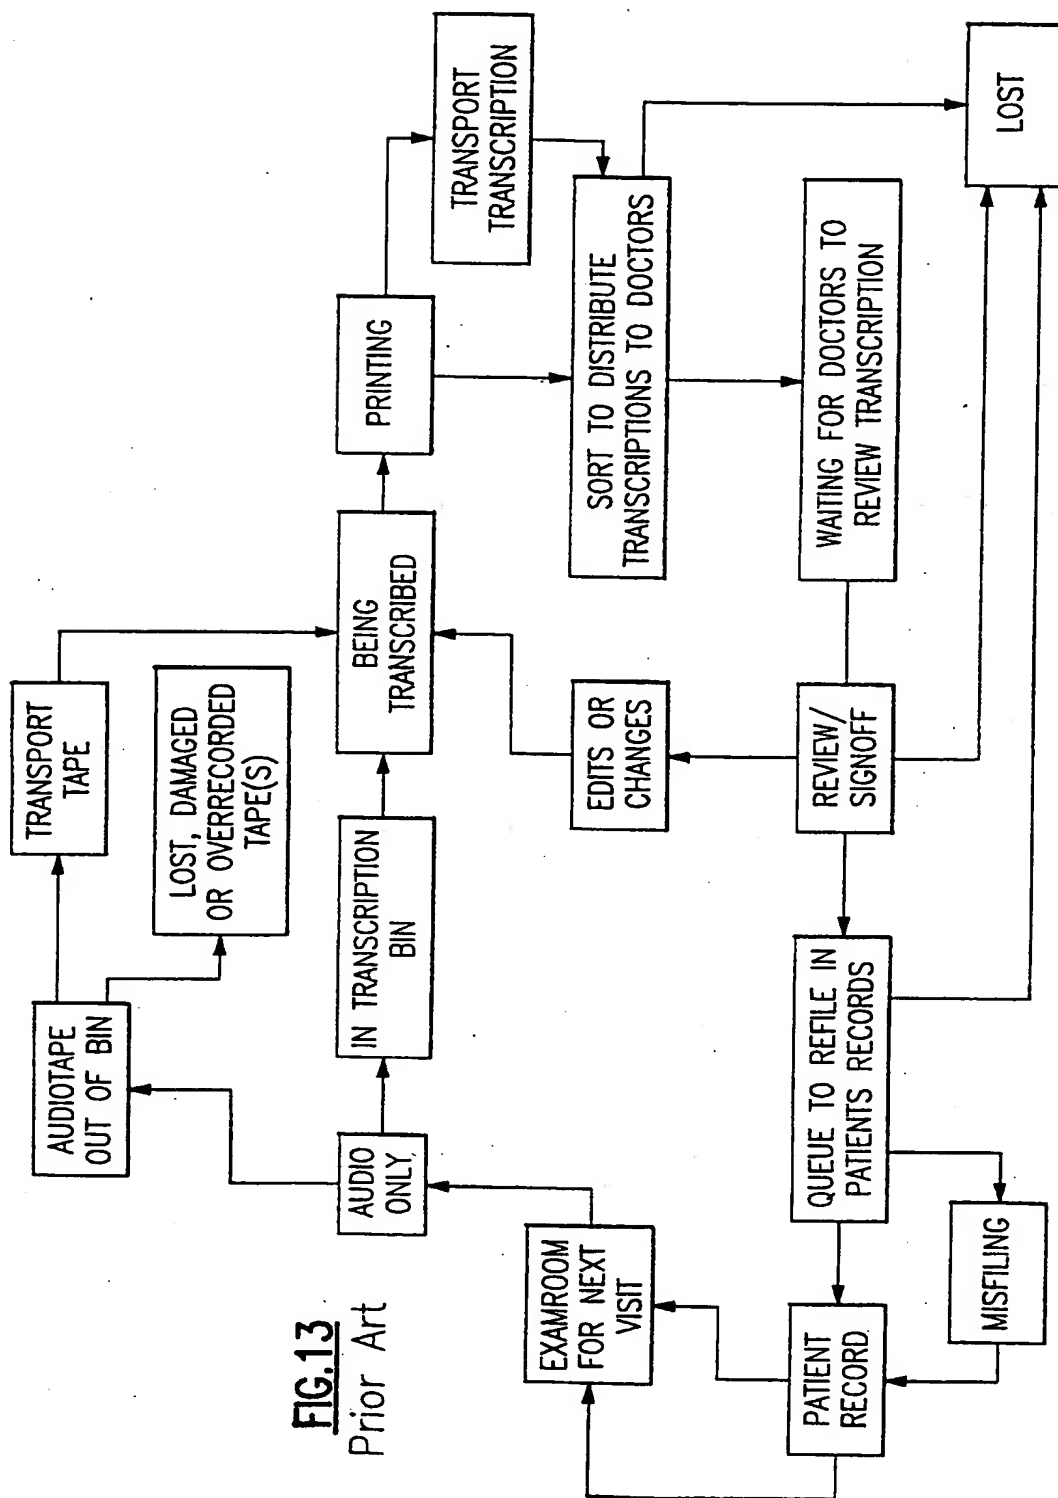 FIG.13
Prior Art
TRANSPORT
TAPE
AUDIOTAPE
OUT OF BIN
LOST, DAMAGED
OR OVERRECORDED
TAPE(S)
AUDIO
ONLY
IN TRANSCRIPTION
BIN
BEING
TRANSCRIBED
PRINTING
TRANSPORT
TRANSCRIPTION
EXAMROOM
FOR NEXT
VISIT
EDITS OR
CHANGES
SORT TO DISTRIBUTE
TRANSCRIPTIONS TO DOCTORS
PATIENT
RECORD
QUEUE TO REFILE IN
PATIENTS RECORDS
REVIEW/
SIGNOFF
WAITING FOR DOCTORS TO
REVIEW TRANSCRIPTION
MISFILING
LOST